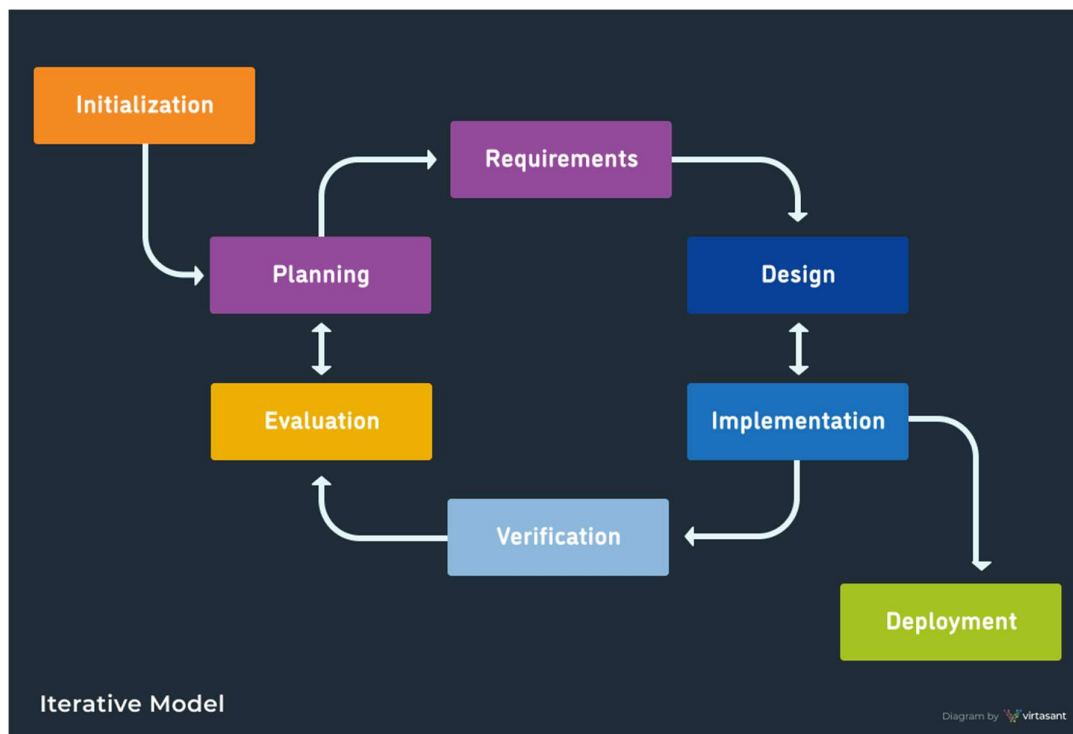 Initialization
Requirements
Planning
Design
Evaluation
Implementation
Verification
Deployment
Iterative Model
Diagram by virtasant